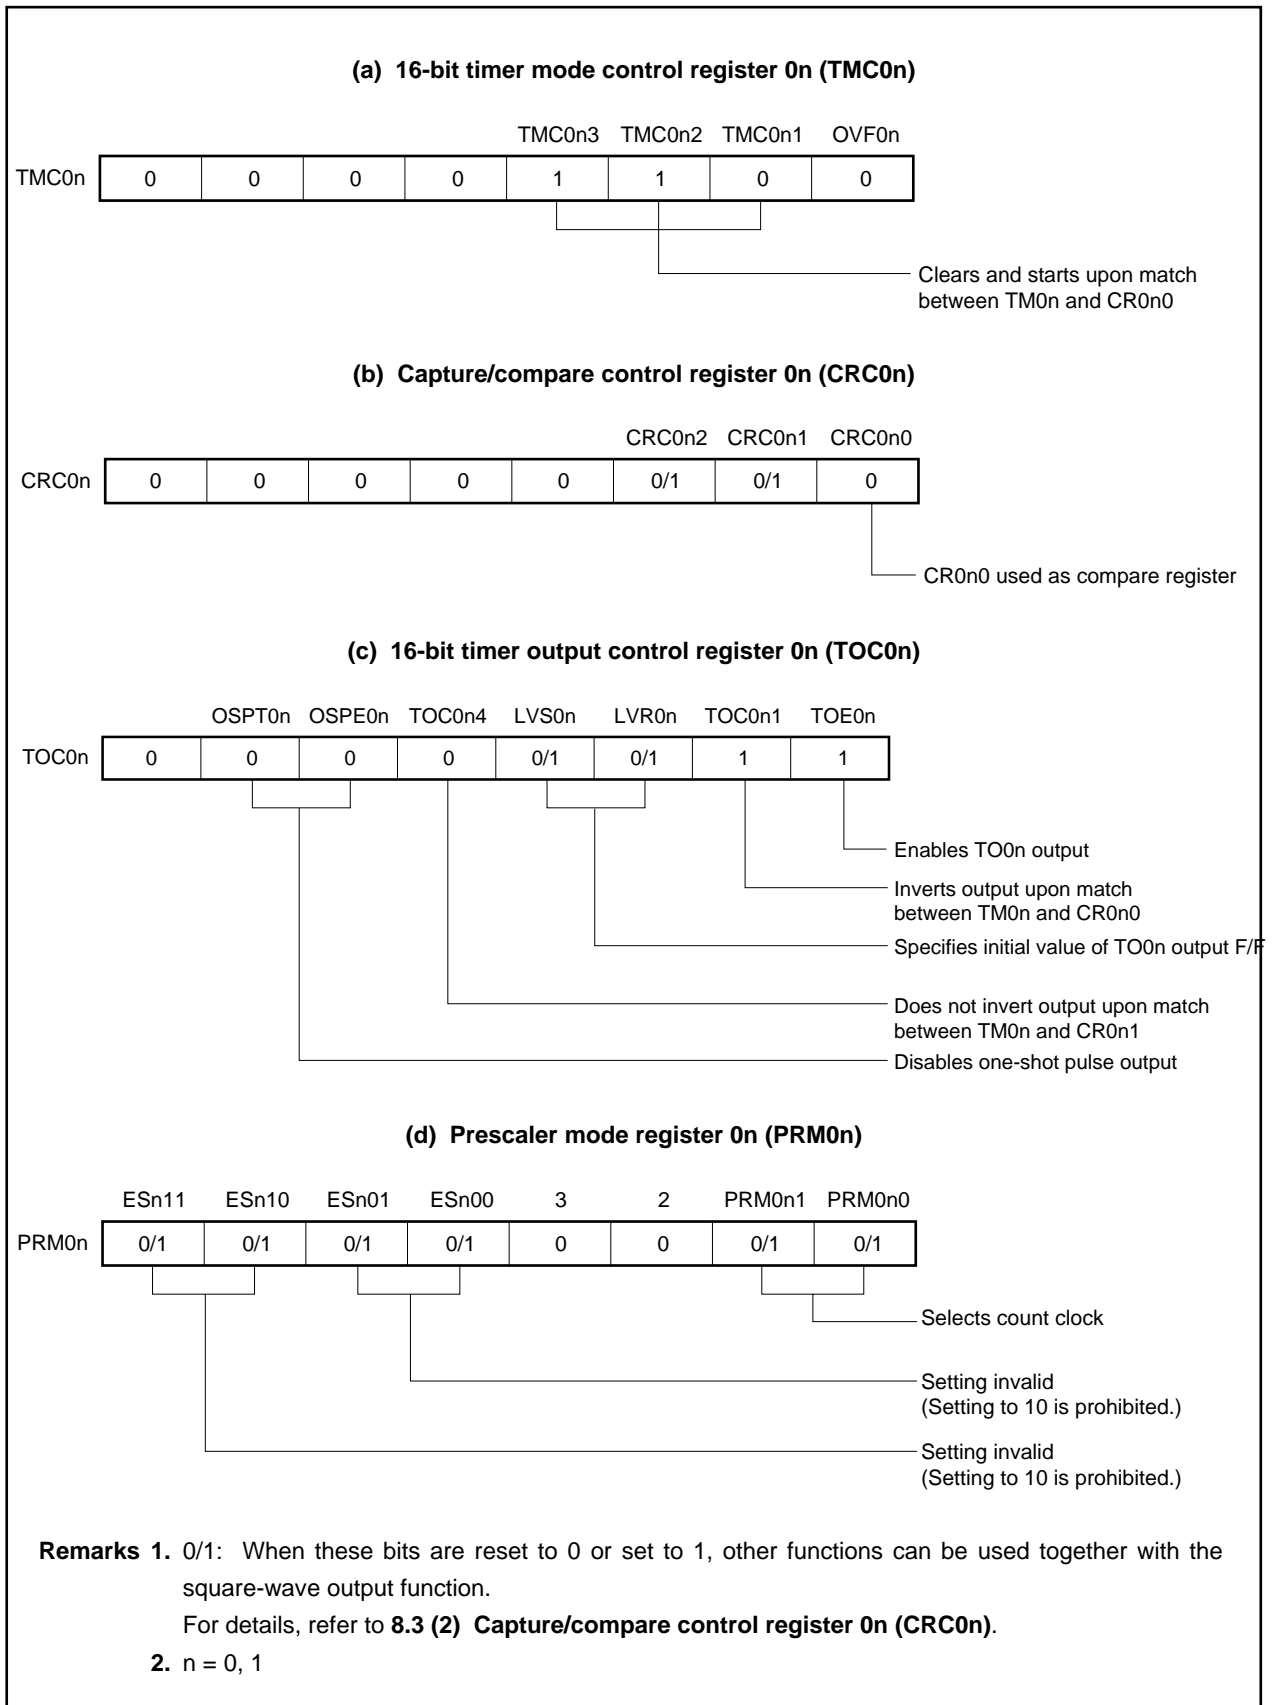 (a) 16-bit timer mode control register 0n (TMC0n)
TMC0n3 TMC0n2 TMC0n1 OVF0n
TMC0n 0 0 0 0 1 1 0 0
Clears and starts upon match
between TM0n and CR0n0
(b) Capture/compare control register 0n (CRC0n)
CRC0n2 CRC0n1 CRC0n0
CRC0n 0 0 0 0 0 0/1 0/1 0
CR0n0 used as compare register
(c) 16-bit timer output control register 0n (TOC0n)
OSPT0n OSPE0n TOC0n4 LVS0n LVR0n TOC0n1 TOE0n
TOC0n 0 0 0 0 0/1 0/1 1 1
Enables TO0n output
Inverts output upon match
between TM0n and CR0n0
Specifies initial value of TO0n output F/F
Does not invert output upon match
between TM0n and CR0n1
Disables one-shot pulse output
(d) Prescaler mode register 0n (PRM0n)
ESn11 ESn10 ESn01 ESn00 3 2 PRM0n1 PRM0n0
PRM0n 0/1 0/1 0/1 0/1 0 0 0/1 0/1
Selects count clock
Setting invalid
(Setting to 10 is prohibited.)
Setting invalid
(Setting to 10 is prohibited.)
Remarks 1. 0/1: When these bits are reset to 0 or set to 1, other functions can be used together with the
square-wave output function.
For details, refer to 8.3 (2) Capture/compare control register 0n (CRC0n).
2. n = 0, 1